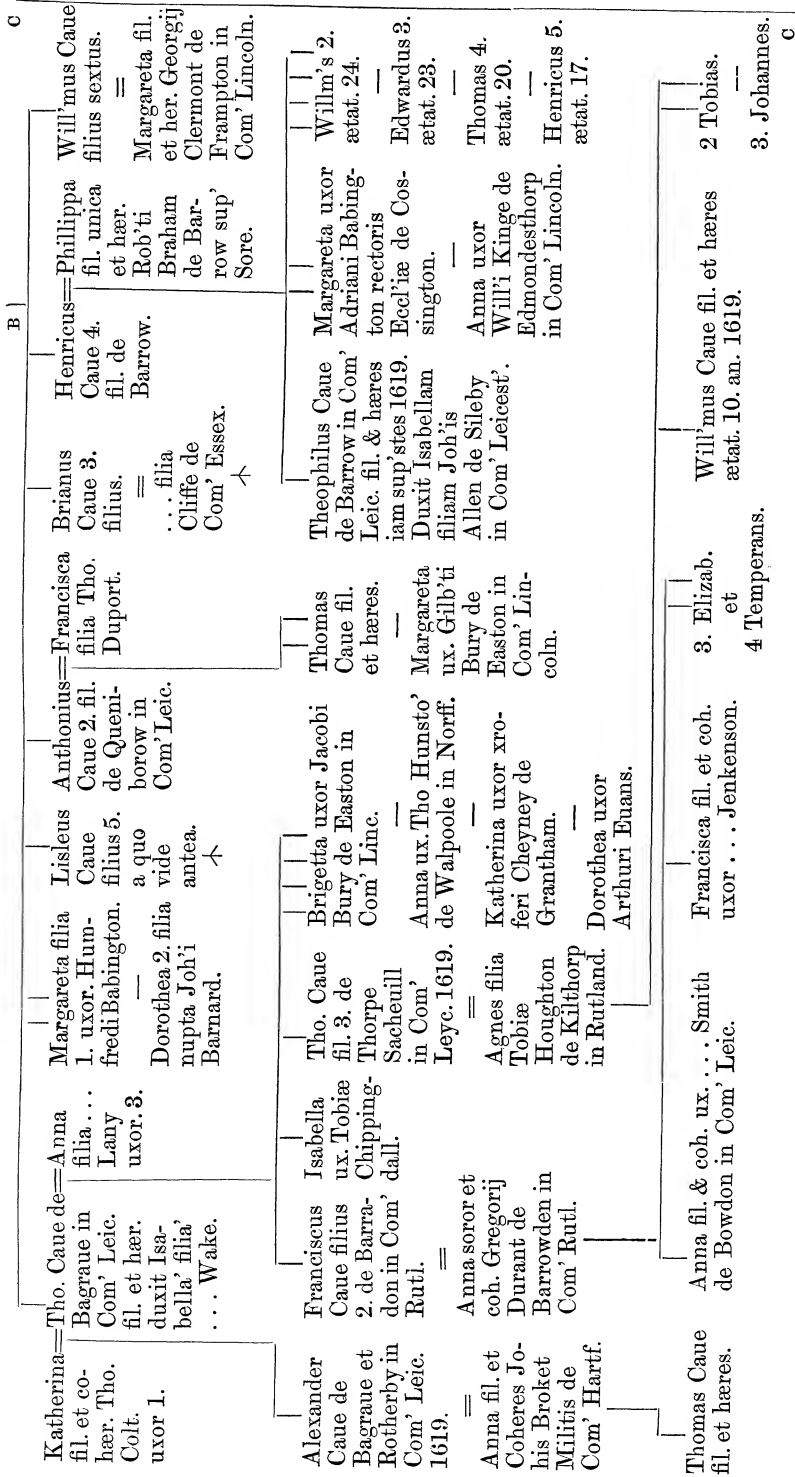 C
B
Katherina=Tho. Caue de=Anna
fil. et co-
hær. Tho.
Colt.
uxor 1.
Bagraue in
Com' Leic.
fil. et hær.
duxit Isa-
bella' filia'
. . . Wake.
filia . . .
Lany
uxor. 3.
Margareta filia
1. uxor. Hum-
fredi Babington.
—
Dorothea 2. filia
nupta Joh'i
Barnard.
Lisleus
Caue
filius 5.
a quo
vide
antea.
Anthonius=Francisca
Caue 2. fil.
de Queni-
borow in
Com' Leic.
filia Tho.
Duport.
Brianus
Caue 3.
filius.
=
. . . filia
Cliffe de
Com' Essex.
Henricus=Phillippa
Caue 4.
fil. de
Barrow.
fil. unica
et hær.
Rob'ti
Braham
de Bar-
row sup'
Sore.
Will'mus Caue
filius sextus.
=
Margareta fil.
et her. Georgij
Clermont de
Frampton in
Com' Lincoln.
Alexander
Caue de
Bagraue et
Rotherby in
Com' Leic.
1619.
=
Anna fil. et
Coheres Jo-
his Broket
Militis de
Com' Hartf.
Franciscus
Caue filius
2. de Barra-
don in Com'
Rutl.
=
Anna soror et
coh. Gregorij
Durant de
Barrowden in
Com' Rutl.
Isabella
ux. Tobiæ
Chipping-
dall.
Tho. Caue
fil. 3. de
Thorpe
Sacheuill
in Com'
Leyc. 1619.
=
Agnes filia
Tobiæ
Houghton
de Kilthorp
in Rutland.
Brigetta uxor Jacobi
Bury de Easton in
Com' Linc.
—
Anna ux. Tho Hunsto'
de Walpoole in Norff.
—
Katherina uxor xro-
feri Cheyney de
Grantham.
—
Dorothea uxor
Arthuri Euans.
Thomas
Caue fil.
et hæres.
—
Margareta
ux. Gilb'ti
Bury de
Easton in
Com' Lin-
coln.
Theophilus Caue
de Barrow in Com'
Leic. fil. & hæres
iam sup'stes 1619.
Duxit Isabellam
filiam Joh'is
Allen de Sileby
in Com' Leicest'.
Margareta uxor
Adriani Babing-
ton rectoris
Eccl'iæ de Cos-
sington.
—
Anna uxor
Will'i Kinge de
Edmondesthorp
in Com' Lincoln.
Willm's 2.
ætat. 24.
—
Edwardus 3.
ætat. 23.
—
Thomas 4.
ætat. 20.
—
Henricus 5.
ætat. 17.
Thomas Caue
fil. et hæres.
Anna fil. & coh. ux. . . . Smith
de Bowdon in Com' Leic.
Francisca fil. et coh.
uxor . . . Jenkenson.
3. Elizab.
et
4 Temperans.
Will'mus Caue fil. et hæres
ætat. 10. an. 1619.
2 Tobias.
—
3. Johannes.
C